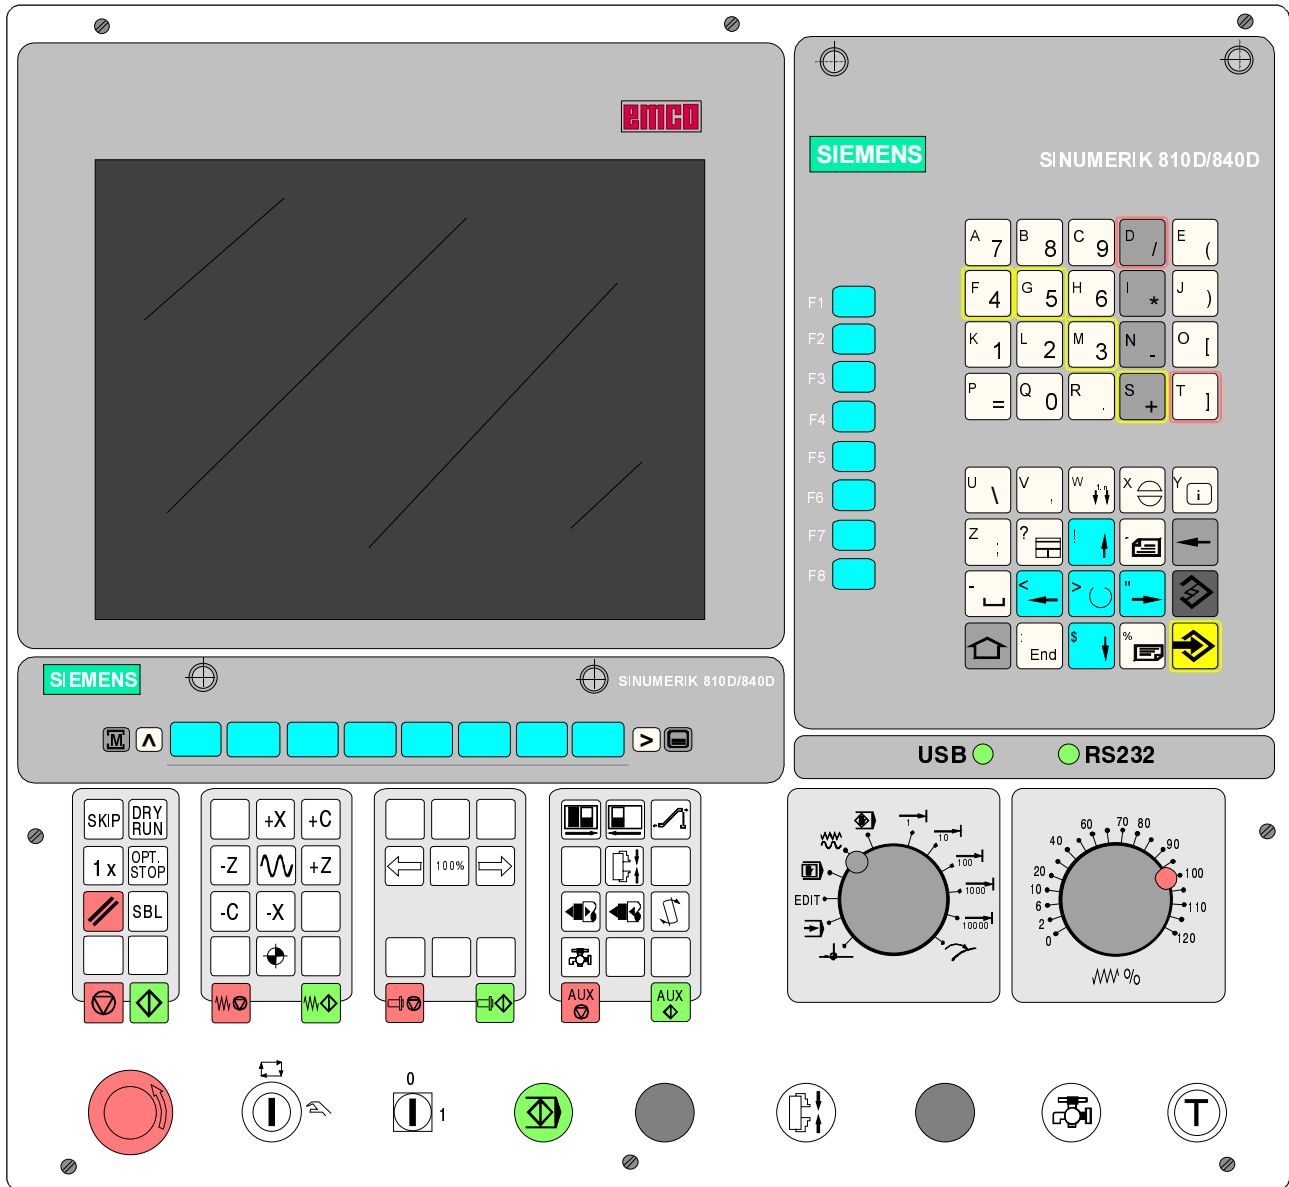 emco
SIEMENS
SINUMERIK 810D/840D
A 7
B 8
C 9
D /
E (
F 4
G 5
H 6
I *
J )
K 1
L 2
M 3
N -
O [
P =
Q 0
R .
S +
T ]
F1
F2
F3
F4
F5
F6
F7
F8
U \
V ,
W 1..n
X
Y i
Z ;
?
!
´
-
<
>
"
: End
$
%
SIEMENS
SINUMERIK 810D/840D
M
Λ
>
USB
RS232
SKIP
DRY RUN
1x
OPT. STOP
SBL
+X
+C
-Z
+Z
-C
-X
100%
AUX
AUX
EDIT
1
10
100
1000
10000
0
2
6
10
20
40
60
70
80
90
100
110
120
%
0
1
T